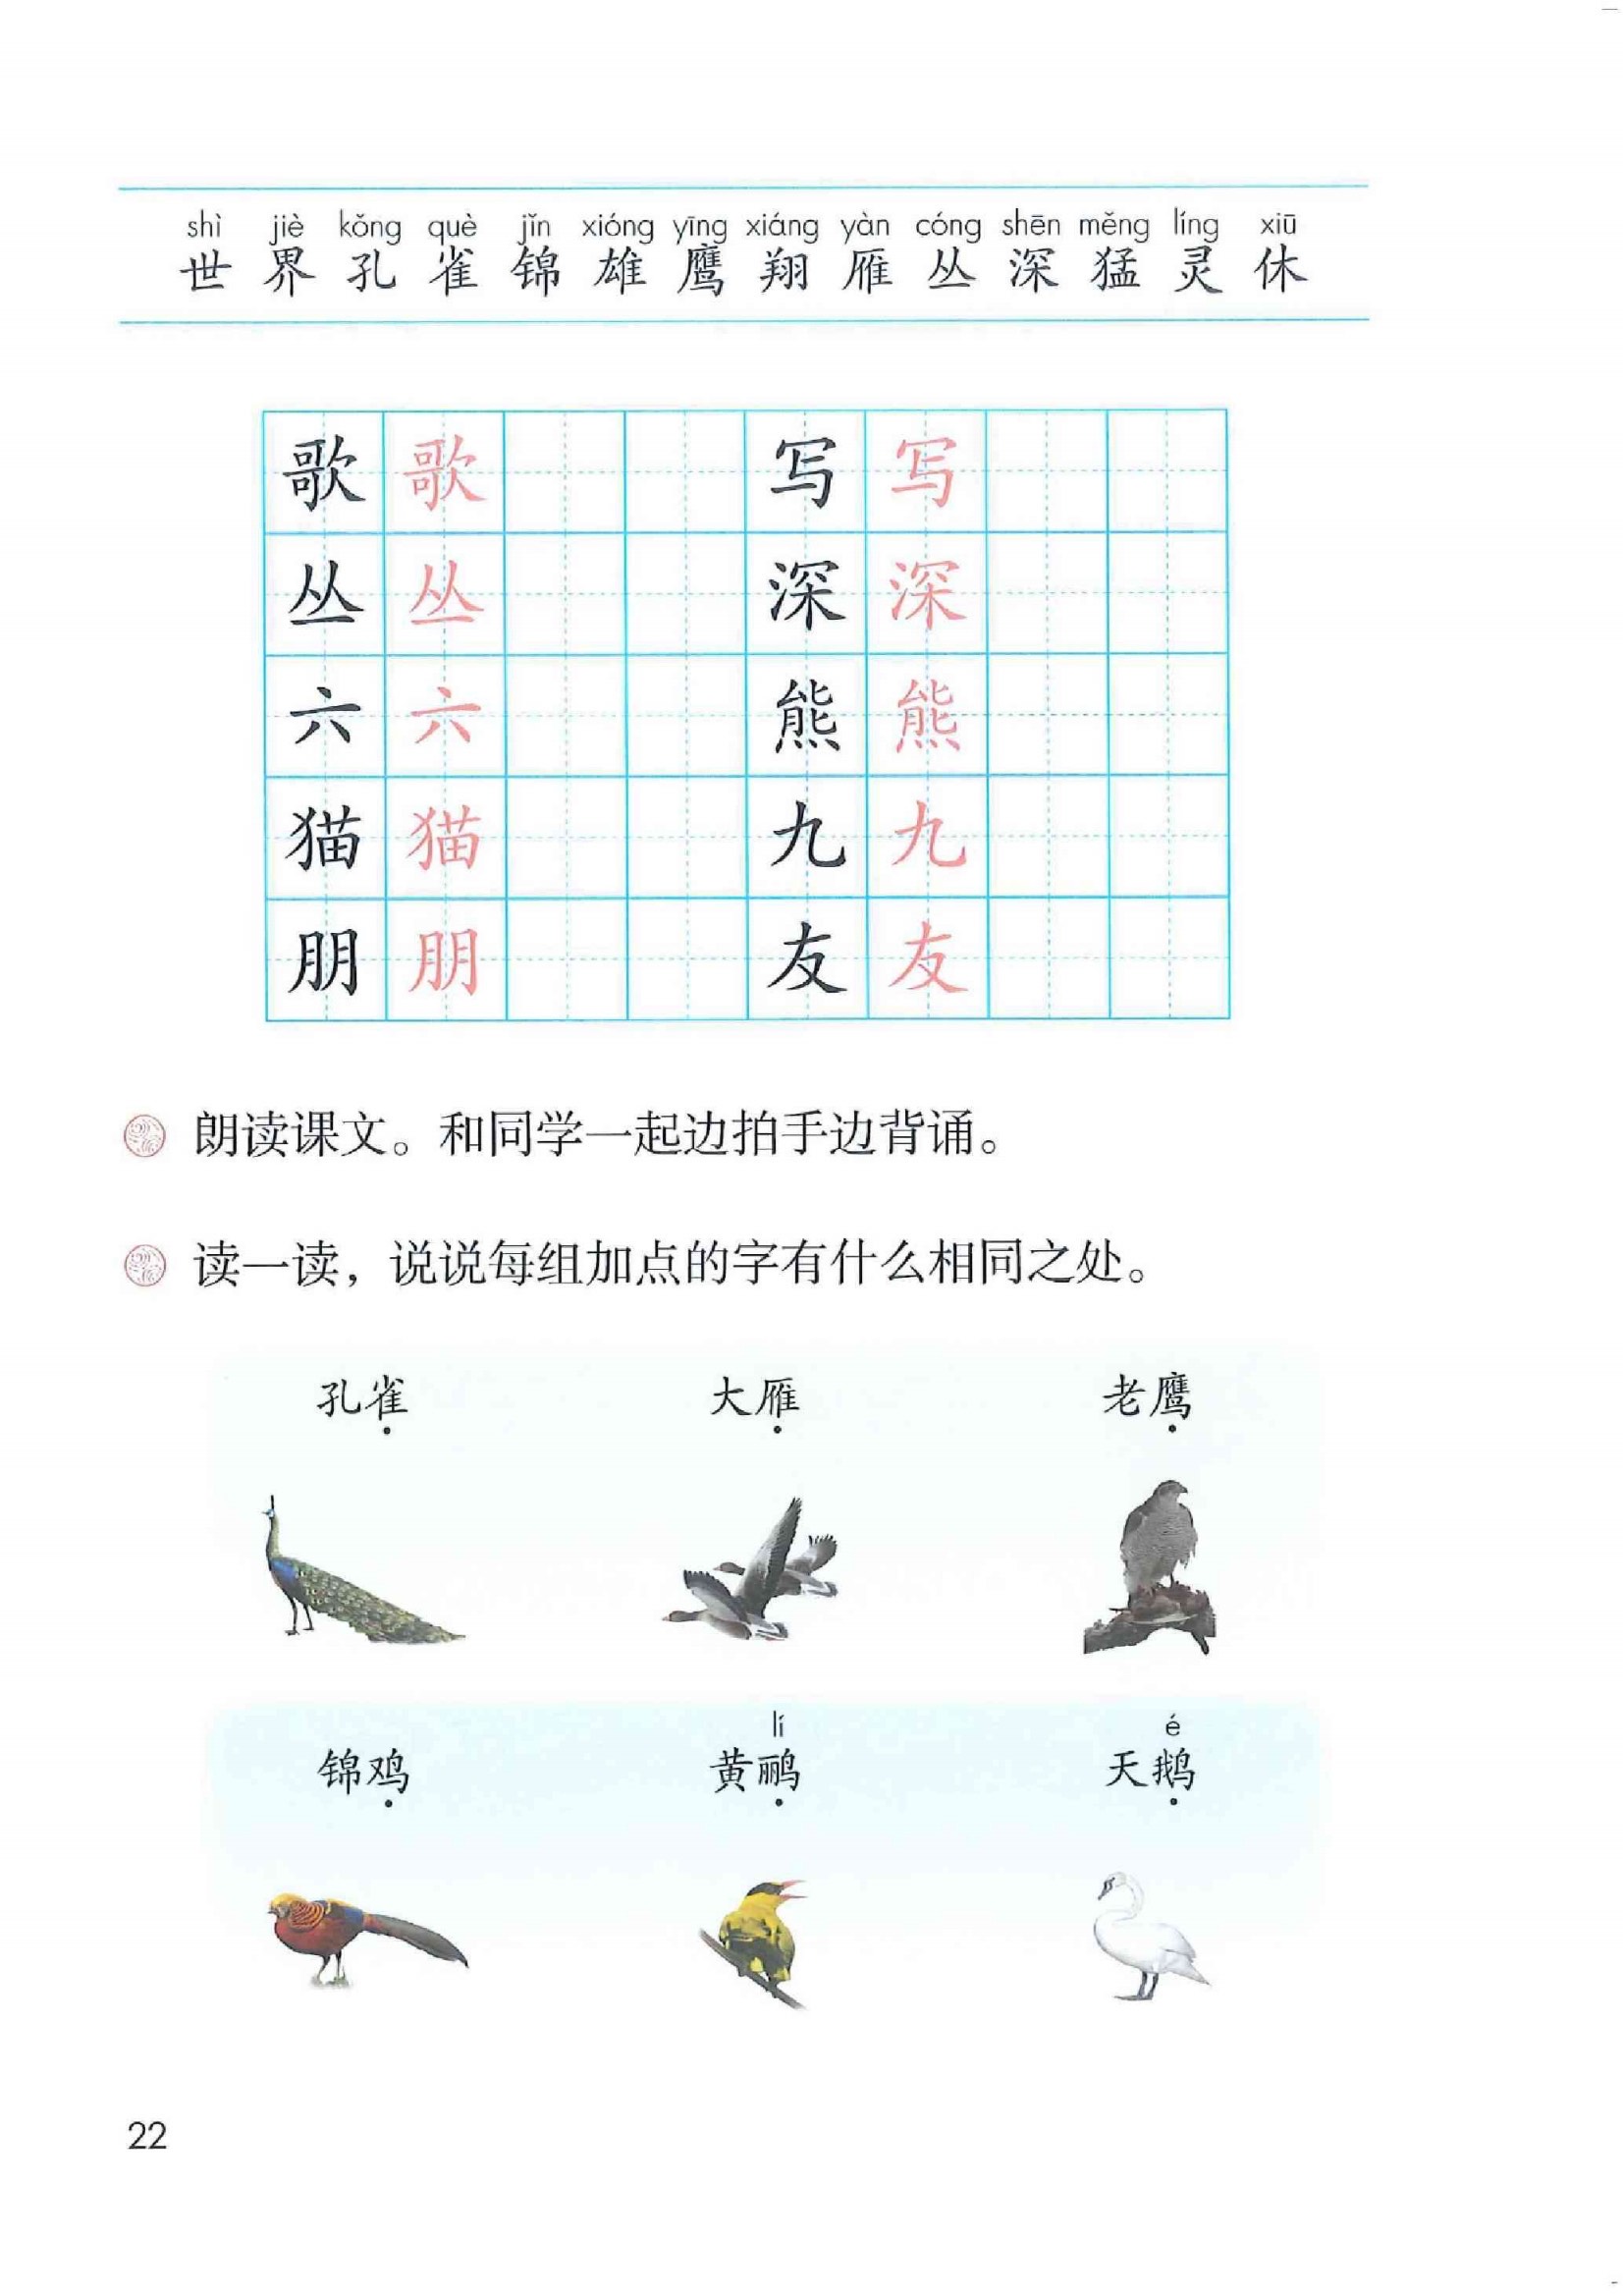 shì jiè kǒng què jǐn xióng yīng xiáng yàn cóng shēn měng líng xiū
世 界 孔 雀 锦 雄 鹰 翔 雁 丛 深 猛 灵 休
歌 歌 写 写
丛 丛 深 深
六 六 熊 熊
猫 猫 九 九
朋 朋 友 友
朗读课文。和同学一起边拍手边背诵。
读一读，说说每组加点的字有什么相同之处。
孔雀 大雁 老鹰
lí é
锦鸡 黄鹂 天鹅
22